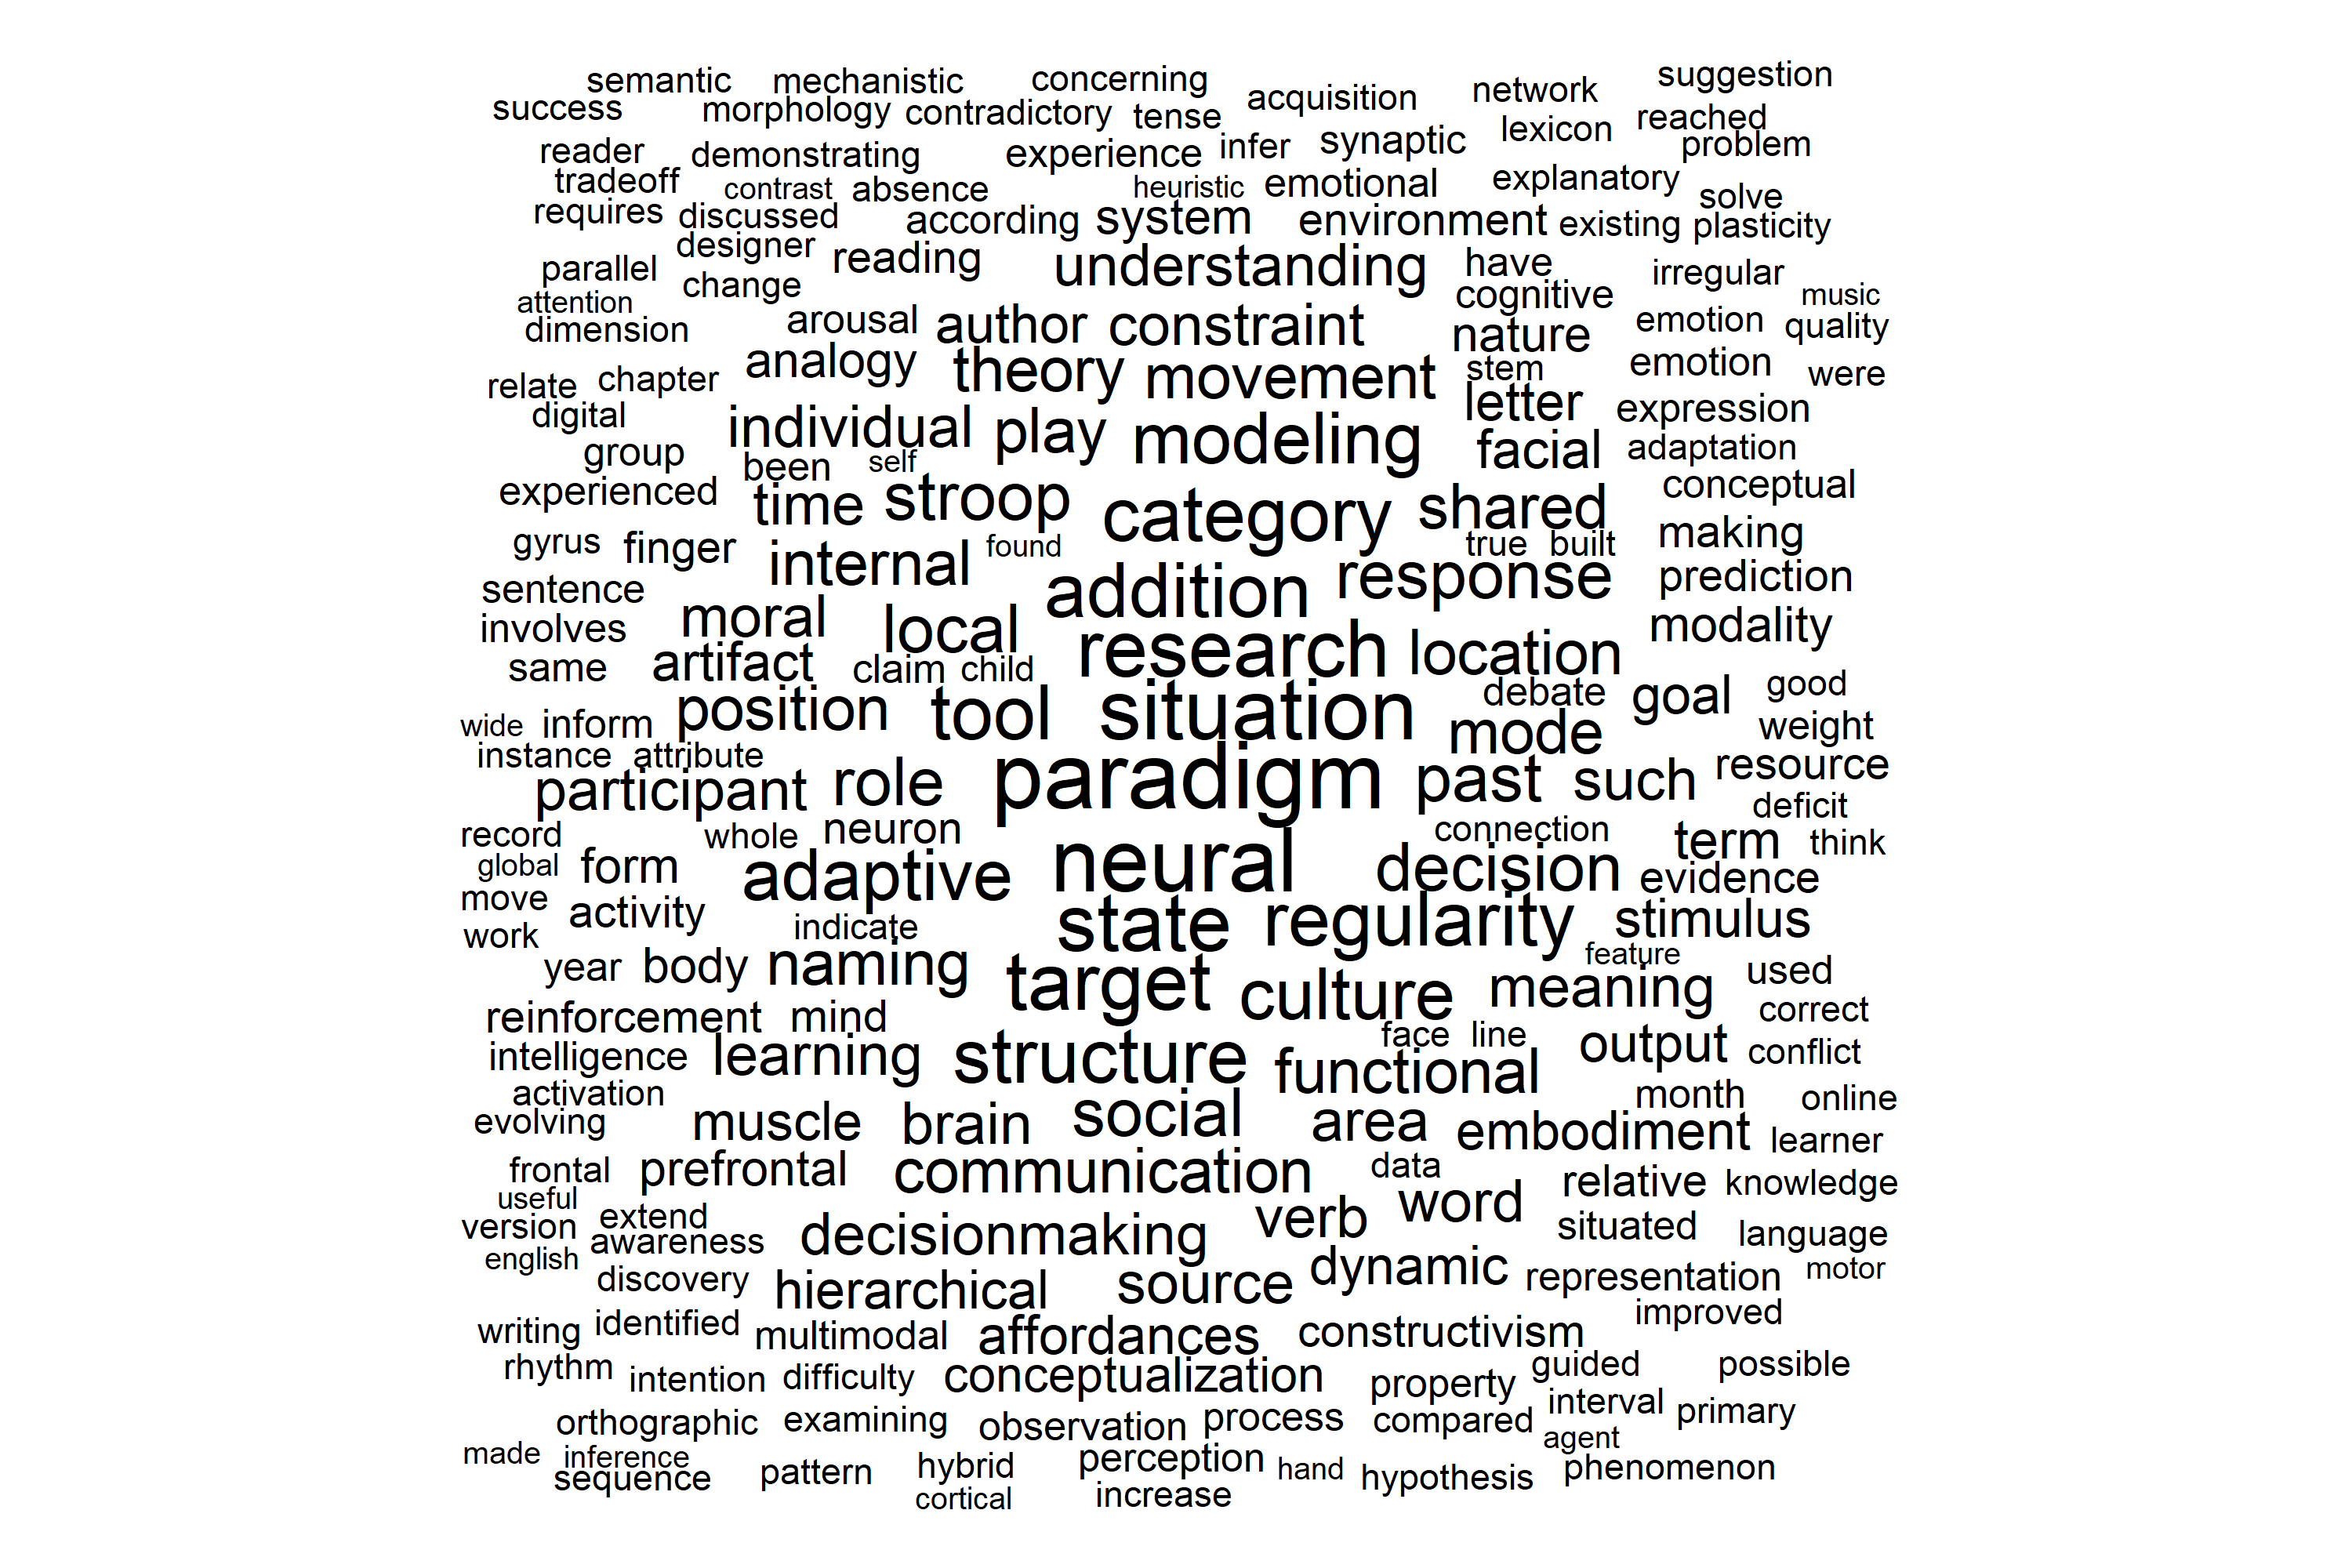 semantic mechanistic concerning suggestion
success morphology contradictory tense acquisition network
reader demonstrating experience infer synaptic lexicon reached
problem
tradeoff contrast absence heuristic emotional explanatory solve
requires discussed according system environment existing plasticity
designer reading understanding have
parallel change cognitive irregular music
attention
dimension arousal author constraint nature emotion quality
analogy theory movement stem emotion were
relate chapter
digital individual play modeling letter expression
group been self facial adaptation
experienced time stroop category shared conceptual
gyrus finger internal found true built making
sentence addition response prediction
involves moral local research location modality
same artifact claim child
position tool situation debate goal good
wide inform mode weight
instance attribute
participant role paradigm past such resource
deficit
record whole neuron connection term think
global form adaptive neural decision evidence
move activity state regularity stimulus
work indicate
year body naming target culture feature meaning used
reinforcement mind correct
intelligence learning structure face line functional output conflict
activation month online
evolving muscle brain social area embodiment learner
frontal prefrontal communication data relative knowledge
useful word
version extend verb situated language
awareness decisionmaking
english discovery hierarchical source dynamic representation motor
improved
writing identified multimodal affordances constructivism
rhythm intention difficulty conceptualization property guided possible
orthographic examining observation process compared interval primary
agent
made inference perception
sequence pattern hybrid hand hypothesis phenomenon
cortical increase